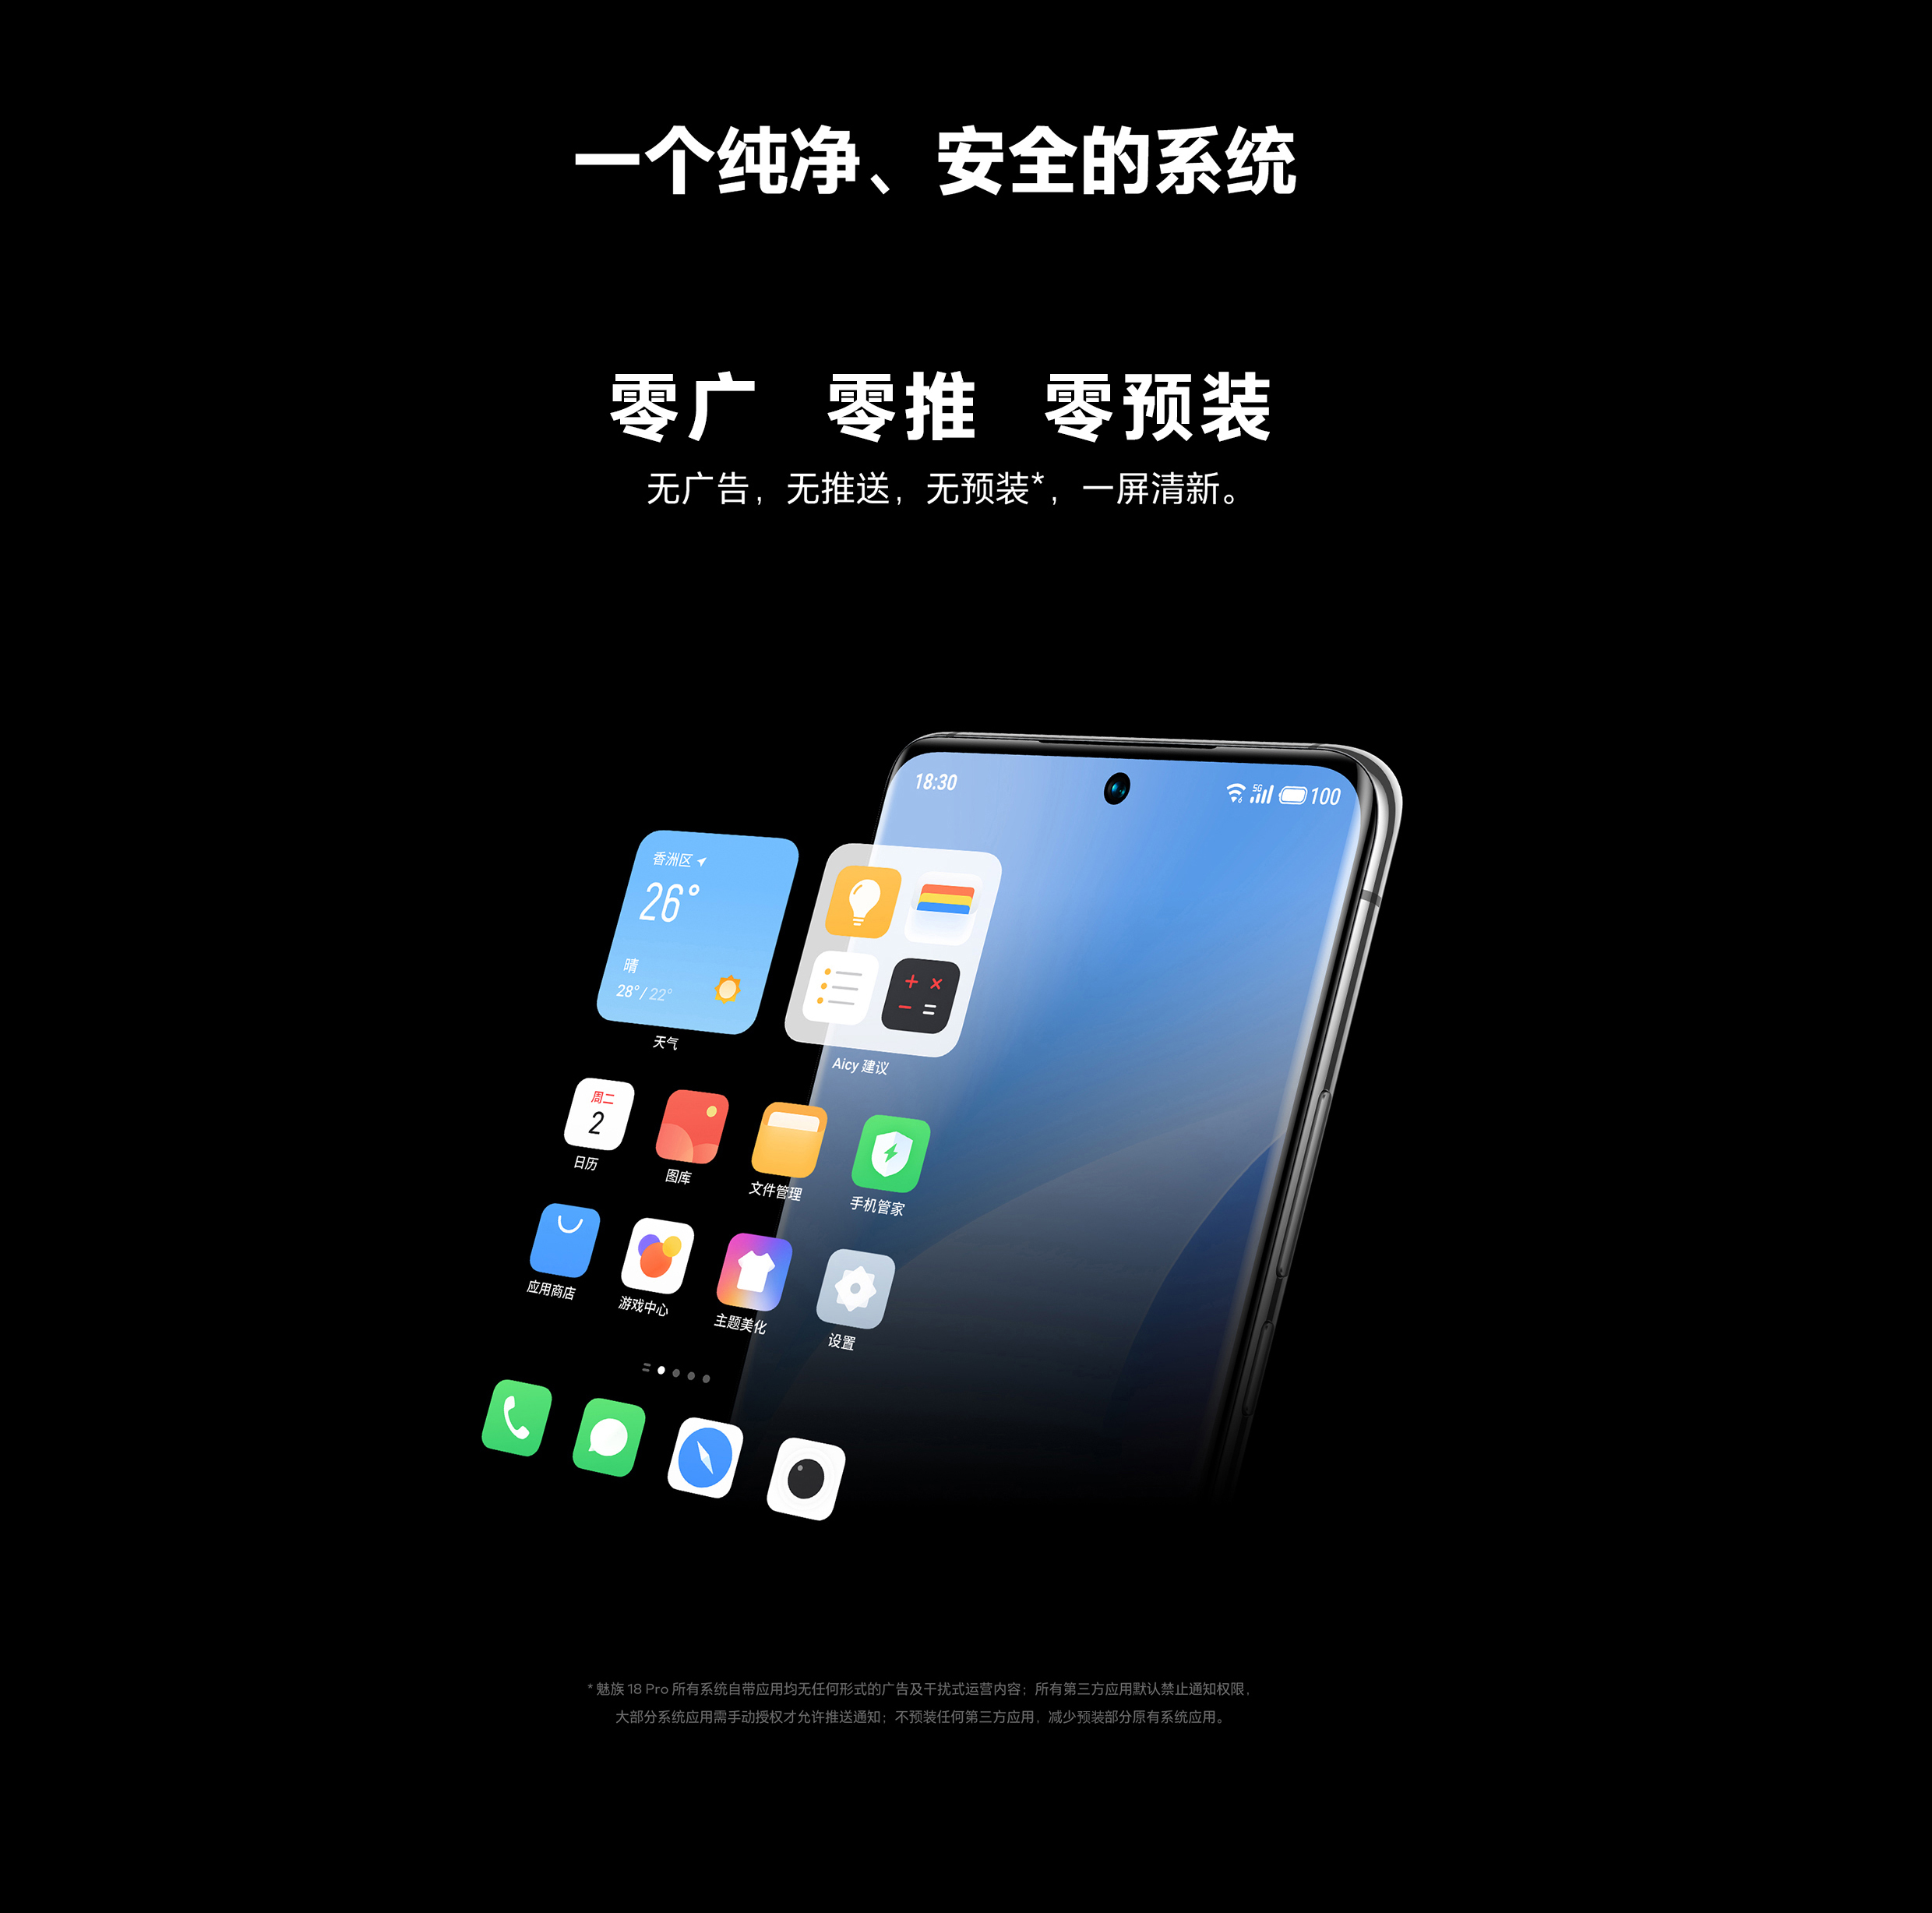 一个纯净、安全的系统
零广 零推 零预装
无广告，无推送，无预装*，一屏清新。
18:30
6 5G 100
香洲区
26°
晴
28°/ 22°
天气
Aicy 建议
周二
2
日历
图库
文件管理
手机管家
应用商店
游戏中心
主题美化
设置
* 魅族 18 Pro 所有系统自带应用均无任何形式的广告及干扰式运营内容；所有第三方应用默认禁止通知权限，
大部分系统应用需手动授权才允许推送通知；不预装任何第三方应用，减少预装部分原有系统应用。